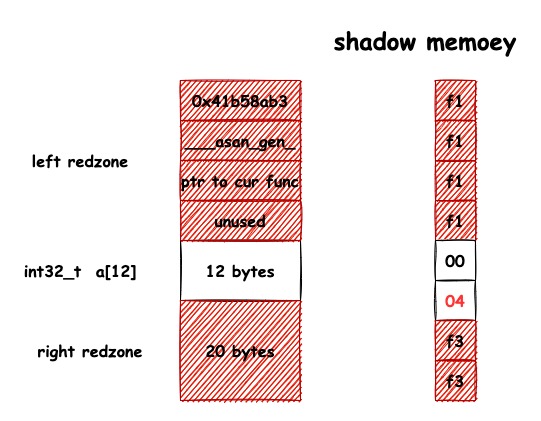 shadow memoey
0x41b58ab3
f1
___asan_gen_
f1
left redzone
ptr to cur func
f1
unused
f1
int32_t a[12]
12 bytes
00
04
right redzone
20 bytes
f3
f3